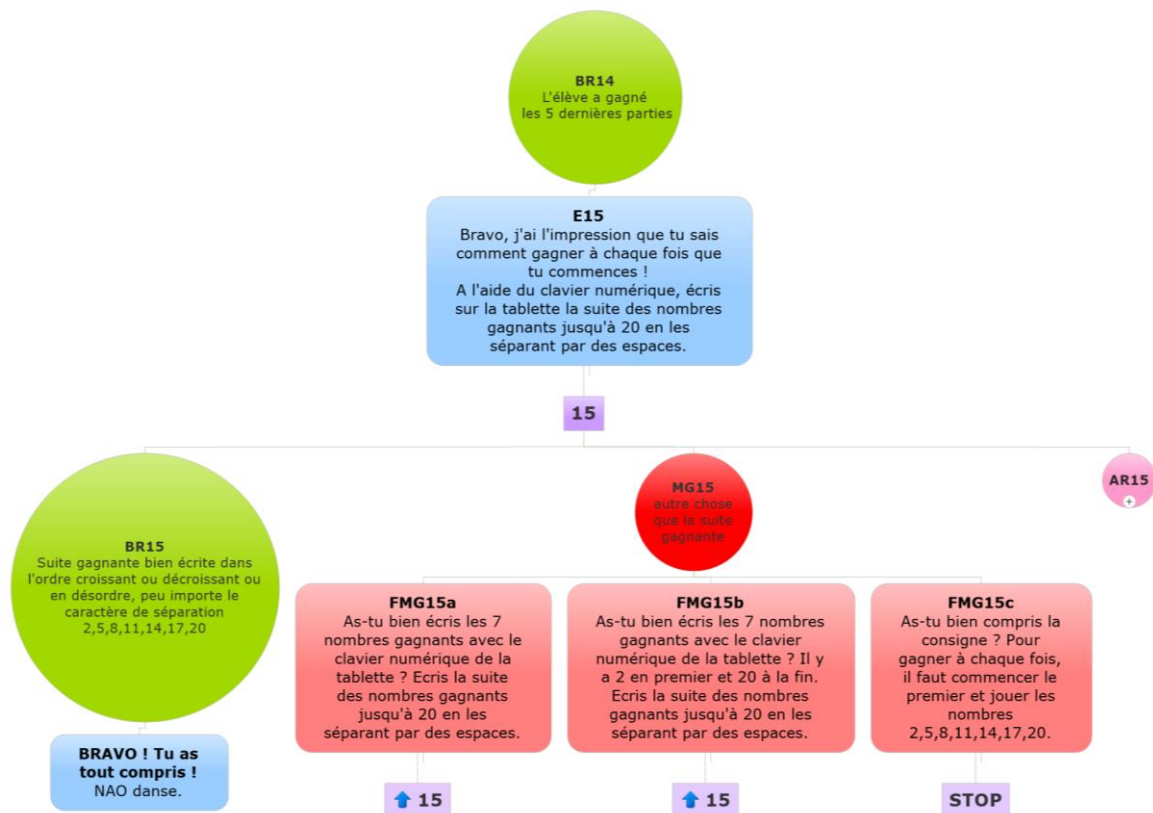 BR14
L'élève a gagné
les 5 dernières parties
E15
Bravo, j'ai l'impression que tu sais
comment gagner à chaque fois que
tu commences !
A l'aide du clavier numérique, écris
sur la tablette la suite des nombres
gagnants jusqu'à 20 en les
séparant par des espaces.
15
BR15
Suite gagnante bien écrite dans
l'ordre croissant ou décroissant ou
en désordre, peu importe le
caractère de séparation
2,5,8,11,14,17,20
MG15
autre chose
que la suite
gagnante
AR15
BRAVO ! Tu as
tout compris !
NAO danse.
FMG15a
As-tu bien écris les 7
nombres gagnants avec le
clavier numérique de la
tablette ? Ecris la suite
des nombres gagnants
jusqu'à 20 en les
séparant par des espaces.
15
FMG15b
As-tu bien écris les 7 nombres
gagnants avec le clavier
numérique de la tablette ? Il y
a 2 en premier et 20 à la fin.
Ecris la suite des nombres
gagnants jusqu'à 20 en les
séparant par des espaces.
15
FMG15c
As-tu bien compris la
consigne ? Pour
gagner à chaque fois,
il faut commencer le
premier et jouer les
nombres
2,5,8,11,14,17,20.
STOP